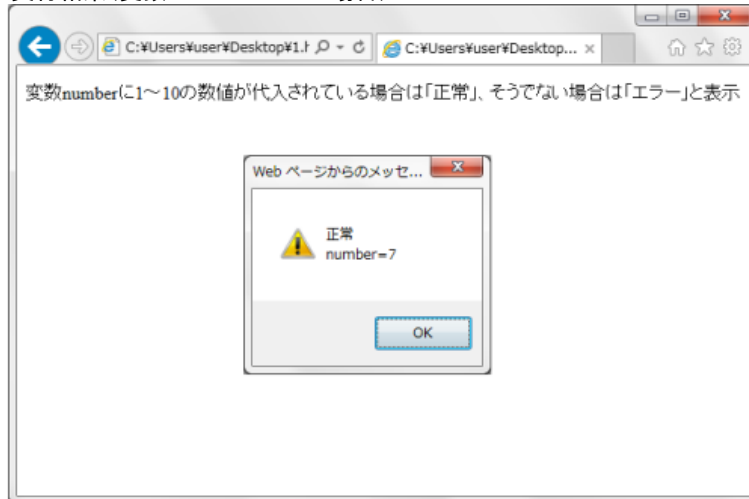 C:¥Users¥user¥Desktop¥1.h
C:¥Users¥user¥Desktop... ×
変数numberに1～10の数値が代入されている場合は「正常」、そうでない場合は「エラー」と表示
Web ページからのメッセ...
正常
number=7
OK